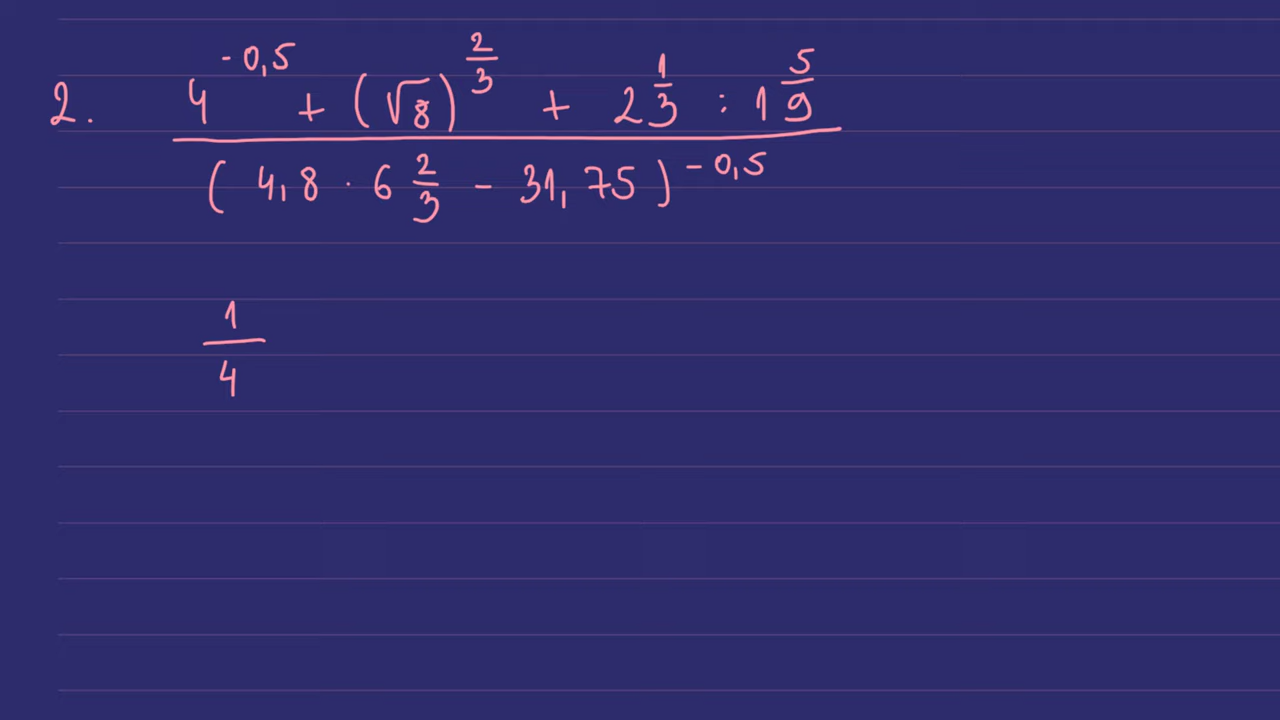 2. 4^{-0,5} + (√8)^{2/3} + 2 1/3 : 1 5/9
(4,8 · 6 2/3 - 31,75)^{-0,5}
1
4